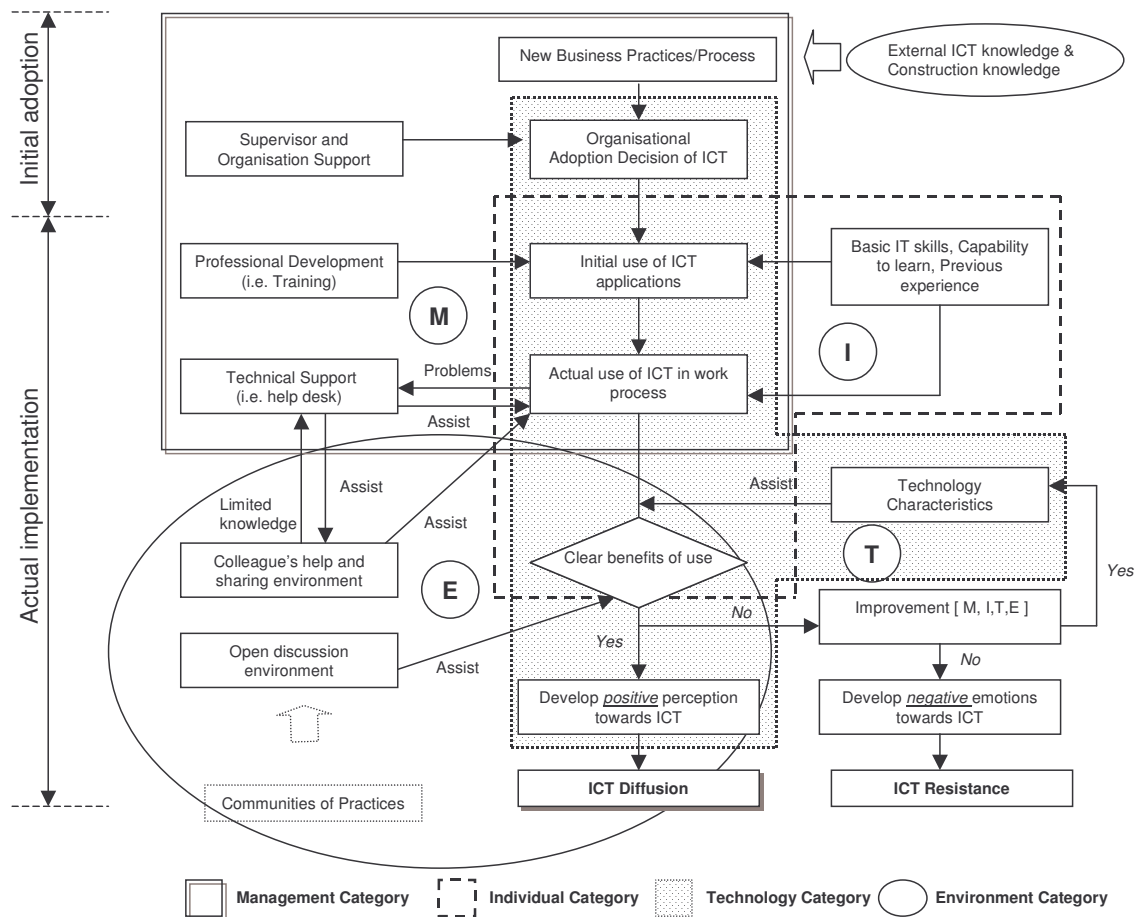 Initial adoption
Actual implementation
New Business Practices/Process
External ICT knowledge &
Construction knowledge
Supervisor and
Organisation Support
Organisational
Adoption Decision of ICT
Professional Development
(i.e. Training)
Initial use of ICT
applications
Basic IT skills, Capability
to learn, Previous
experience
M
I
Technical Support
(i.e. help desk)
Problems
Assist
Actual use of ICT in work
process
Limited
knowledge
Assist
Assist
Assist
Technology
Characteristics
Colleague's help and
sharing environment
E
Clear benefits of use
T
Yes
Open discussion
environment
Assist
Yes
No
Improvement [ M, I,T,E ]
No
Develop positive perception
towards ICT
Develop negative emotions
towards ICT
Communities of Practices
ICT Diffusion
ICT Resistance
Management Category
Individual Category
Technology Category
Environment Category